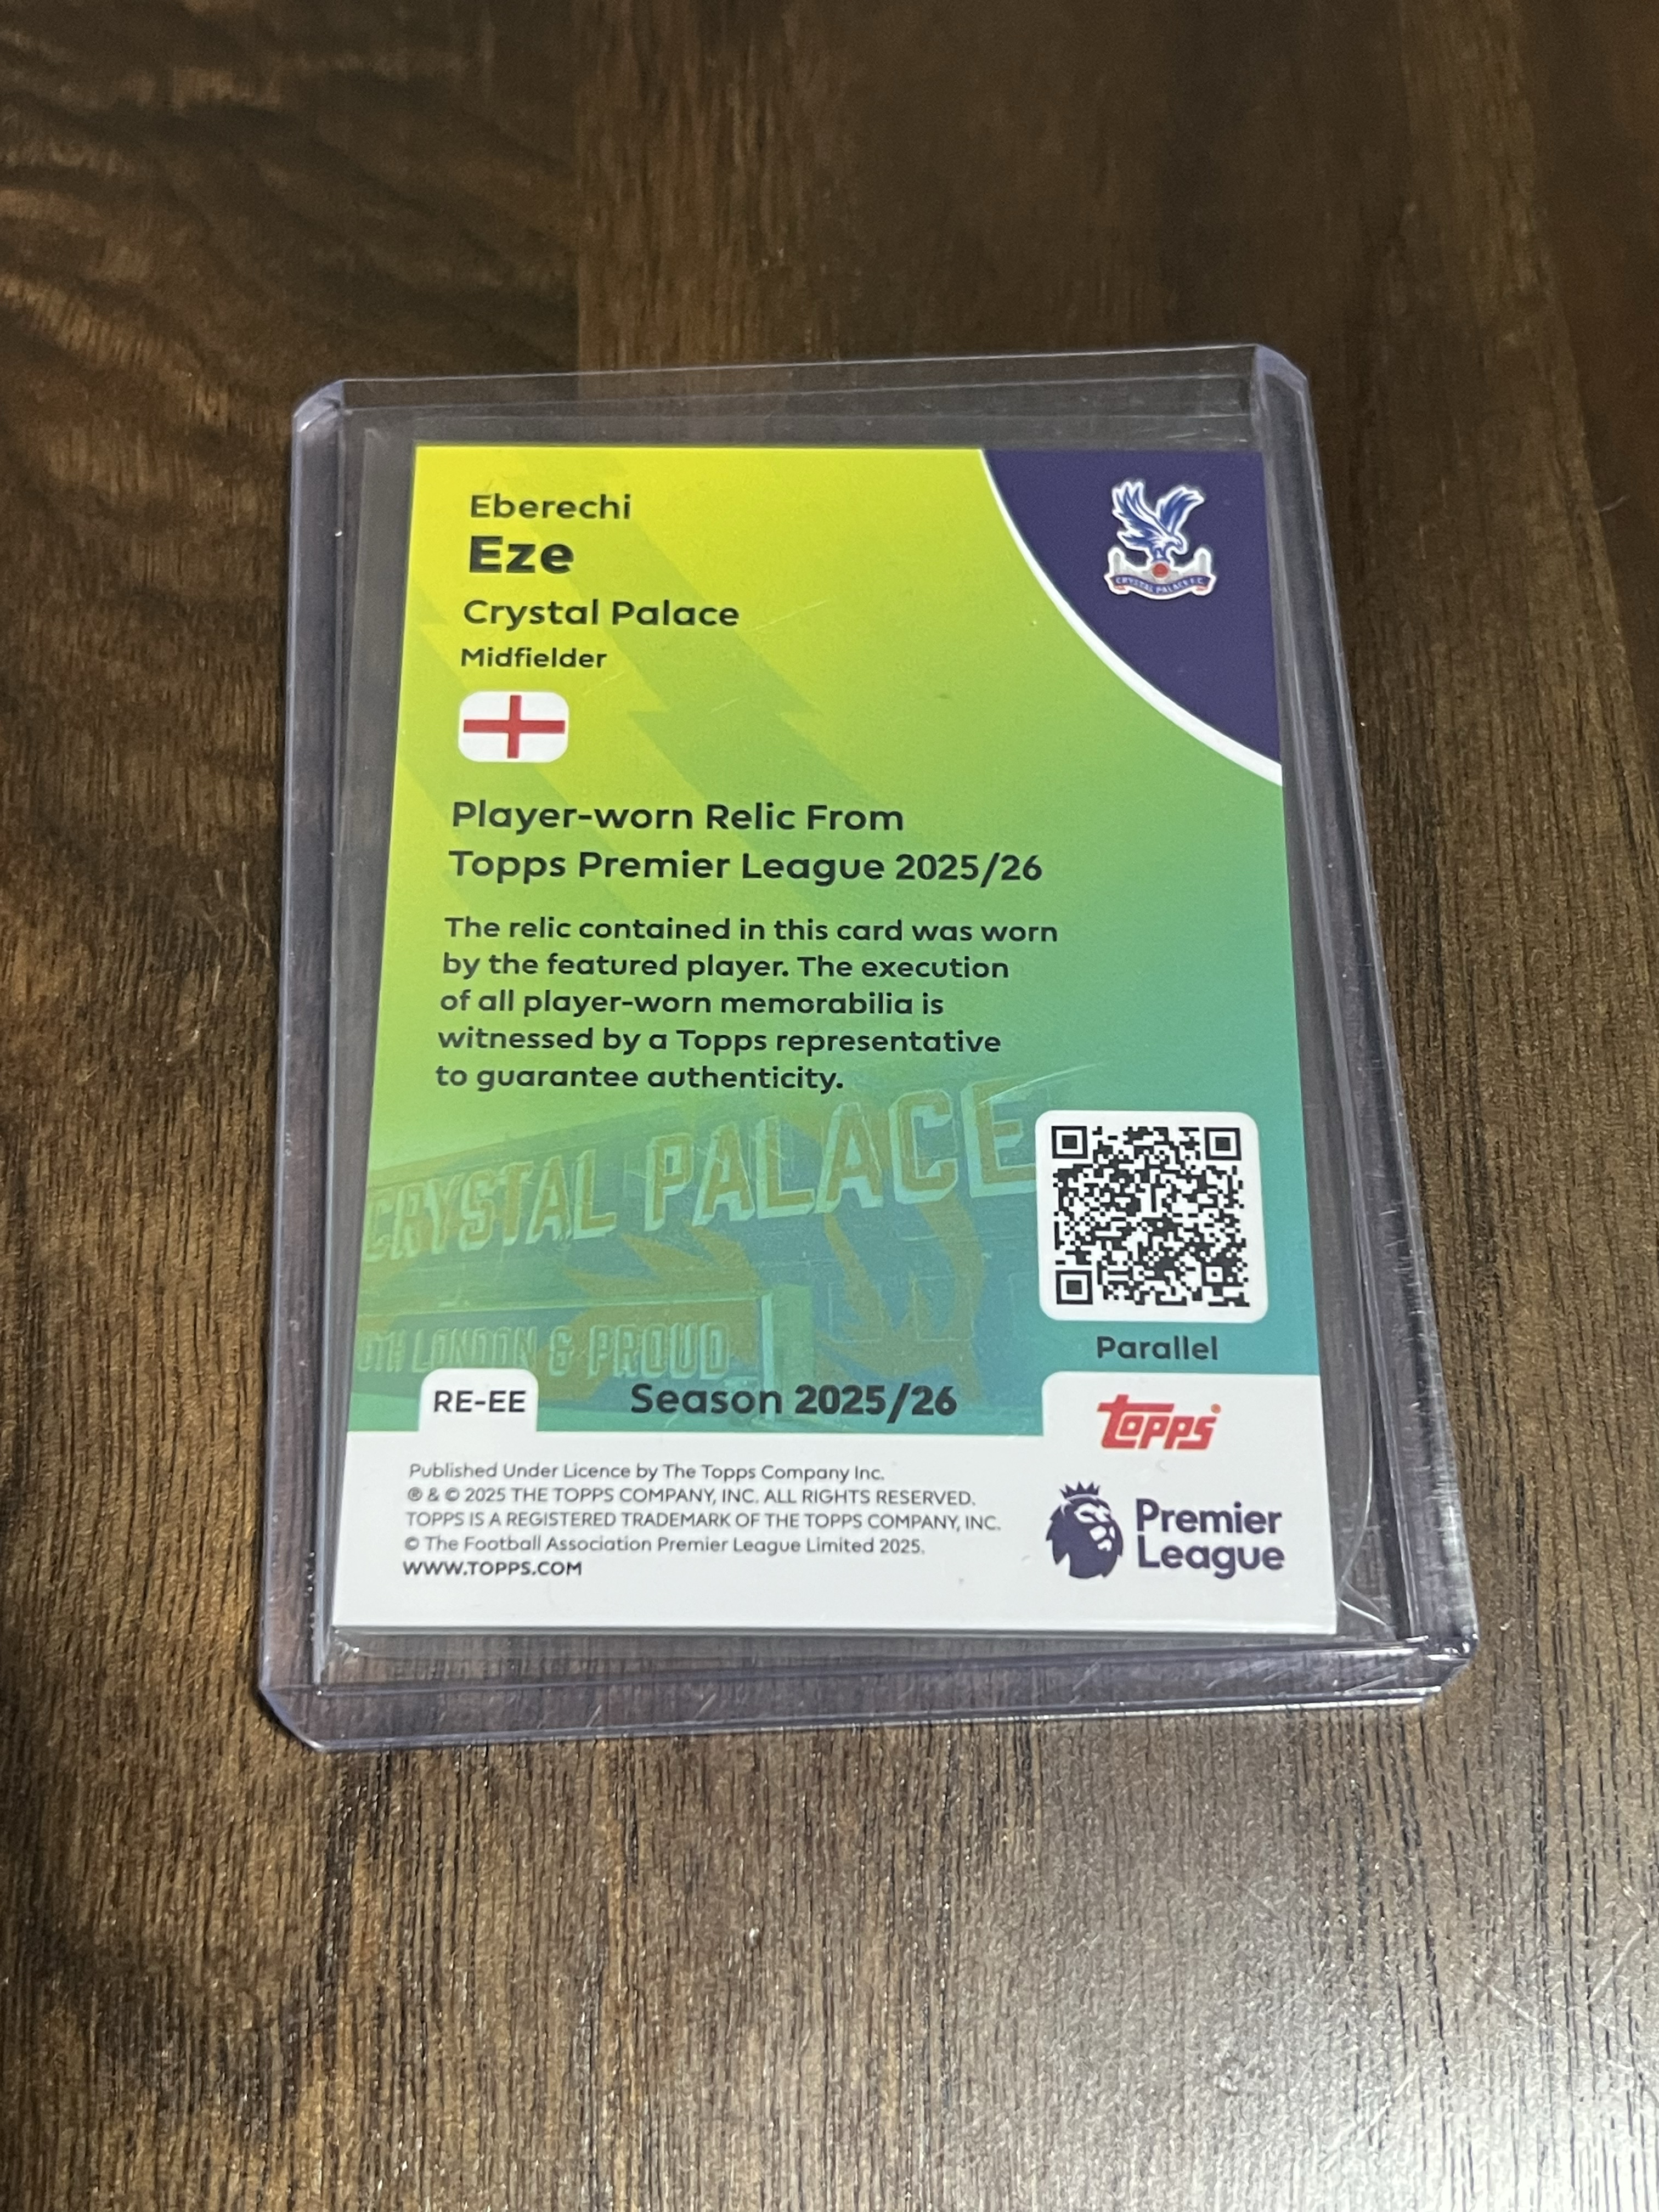 Eberechi
Eze
Crystal Palace
Midfielder
CRYSTAL PALACE F.C.
Player-worn Relic From
Topps Premier League 2025/26
The relic contained in this card was worn
by the featured player. The execution
of all player-worn memorabilia is
witnessed by a Topps representative
to guarantee authenticity.
CRYSTAL PALACE
LONDON & PROUD
Parallel
RE-EE
Season 2025/26
topps
Published Under Licence by The Topps Company Inc.
® & © 2025 THE TOPPS COMPANY, INC. ALL RIGHTS RESERVED.
TOPPS IS A REGISTERED TRADEMARK OF THE TOPPS COMPANY, INC.
© The Football Association Premier League Limited 2025.
WWW.TOPPS.COM
Premier
League